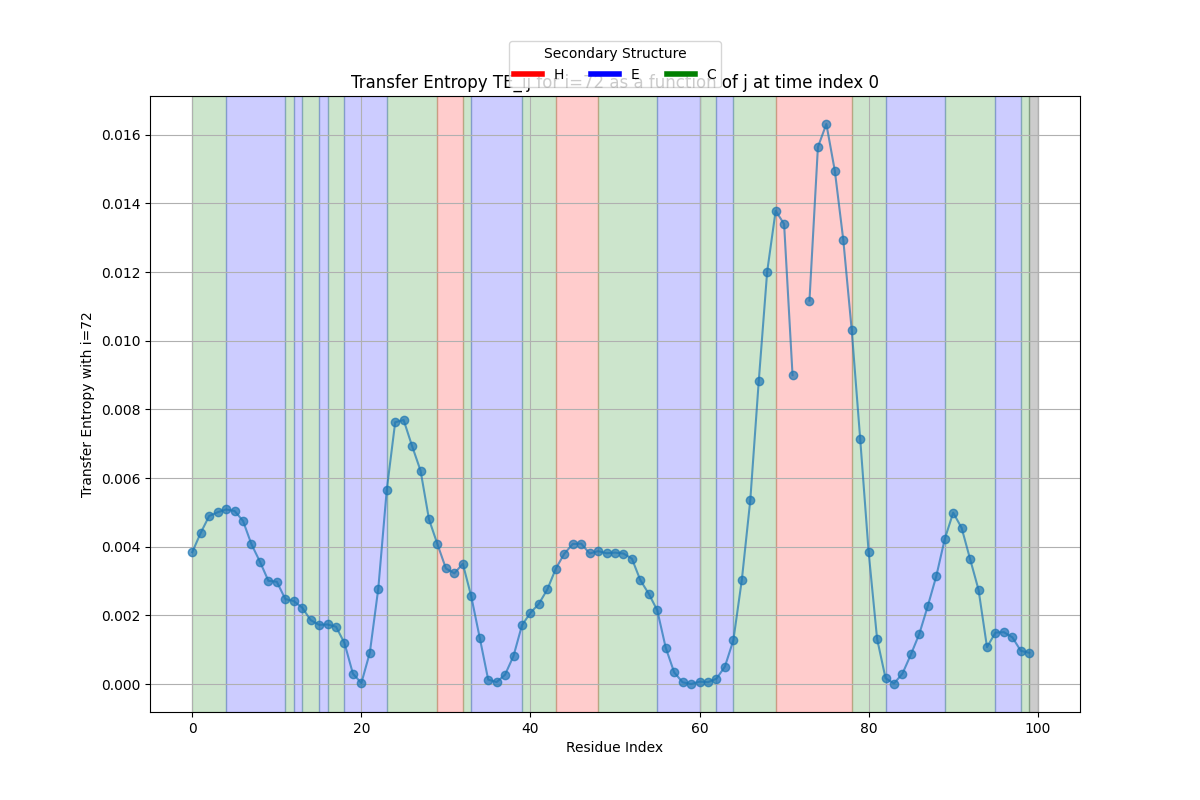 Secondary Structure
H E C
Transfer Entropy TE_ij for i=72 as a function of j at time index 0
0.016
0.014
0.012
0.010
0.008
0.006
0.004
0.002
0.000
Transfer Entropy with i=72
0 20 40 60 80 100
Residue Index